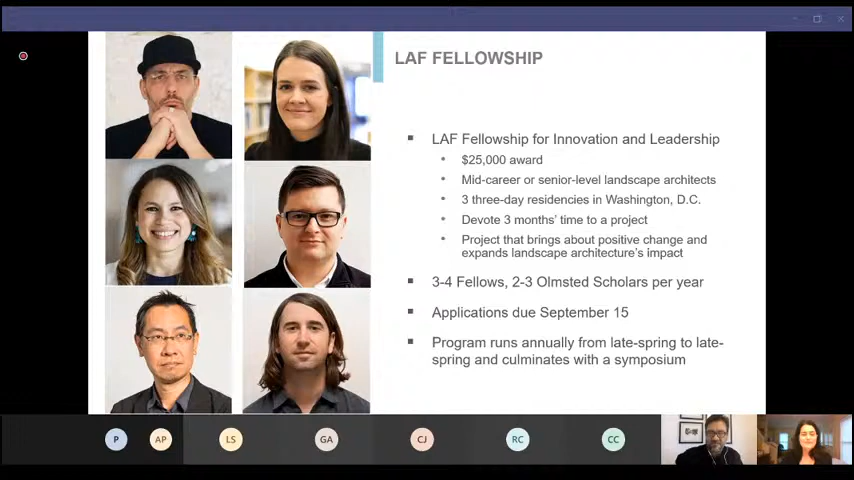 LAF FELLOWSHIP
LAF Fellowship for Innovation and Leadership
$25,000 award
Mid-career or senior-level landscape architects
3 three-day residencies in Washington, D.C.
Devote 3 months' time to a project
Project that brings about positive change and
expands landscape architecture's impact
3-4 Fellows, 2-3 Olmsted Scholars per year
Applications due September 15
Program runs annually from late-spring to late-
spring and culminates with a symposium
P
AP
LS
GA
CJ
RC
CC